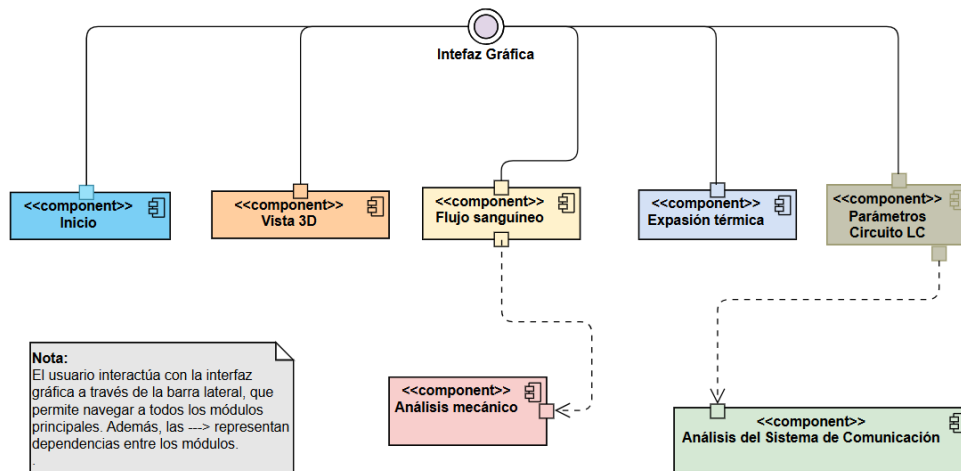 Intefaz Gráfica
<<component>>
Inicio
<<component>>
Vista 3D
<<component>>
Flujo sanguíneo
<<component>>
Expasión térmica
<<component>>
Parámetros
Circuito LC
Nota:
El usuario interactúa con la interfaz
gráfica a través de la barra lateral, que
permite navegar a todos los módulos
principales. Además, las ---> representan
dependencias entre los módulos.
.
<<component>>
Análisis mecánico
<<component>>
Análisis del Sistema de Comunicación